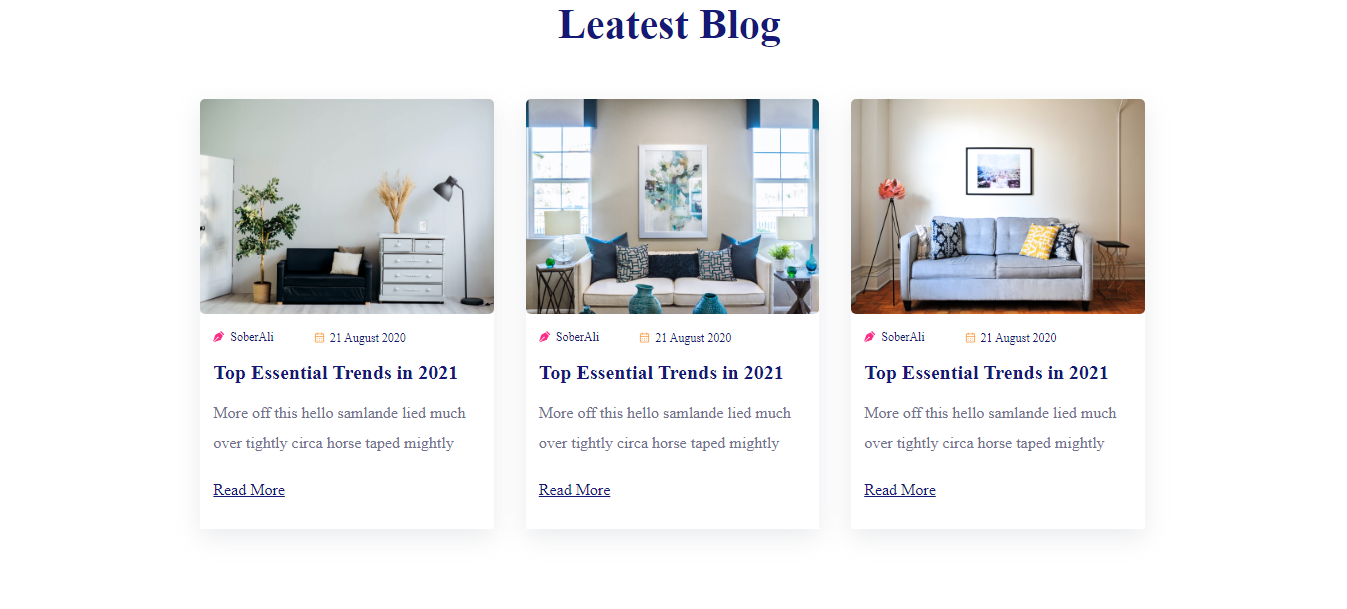 Leatest Blog
SoberAli 21 August 2020
Top Essential Trends in 2021
More off this hello samlande lied much
over tightly circa horse taped mightly
Read More
SoberAli 21 August 2020
Top Essential Trends in 2021
More off this hello samlande lied much
over tightly circa horse taped mightly
Read More
SoberAli 21 August 2020
Top Essential Trends in 2021
More off this hello samlande lied much
over tightly circa horse taped mightly
Read More